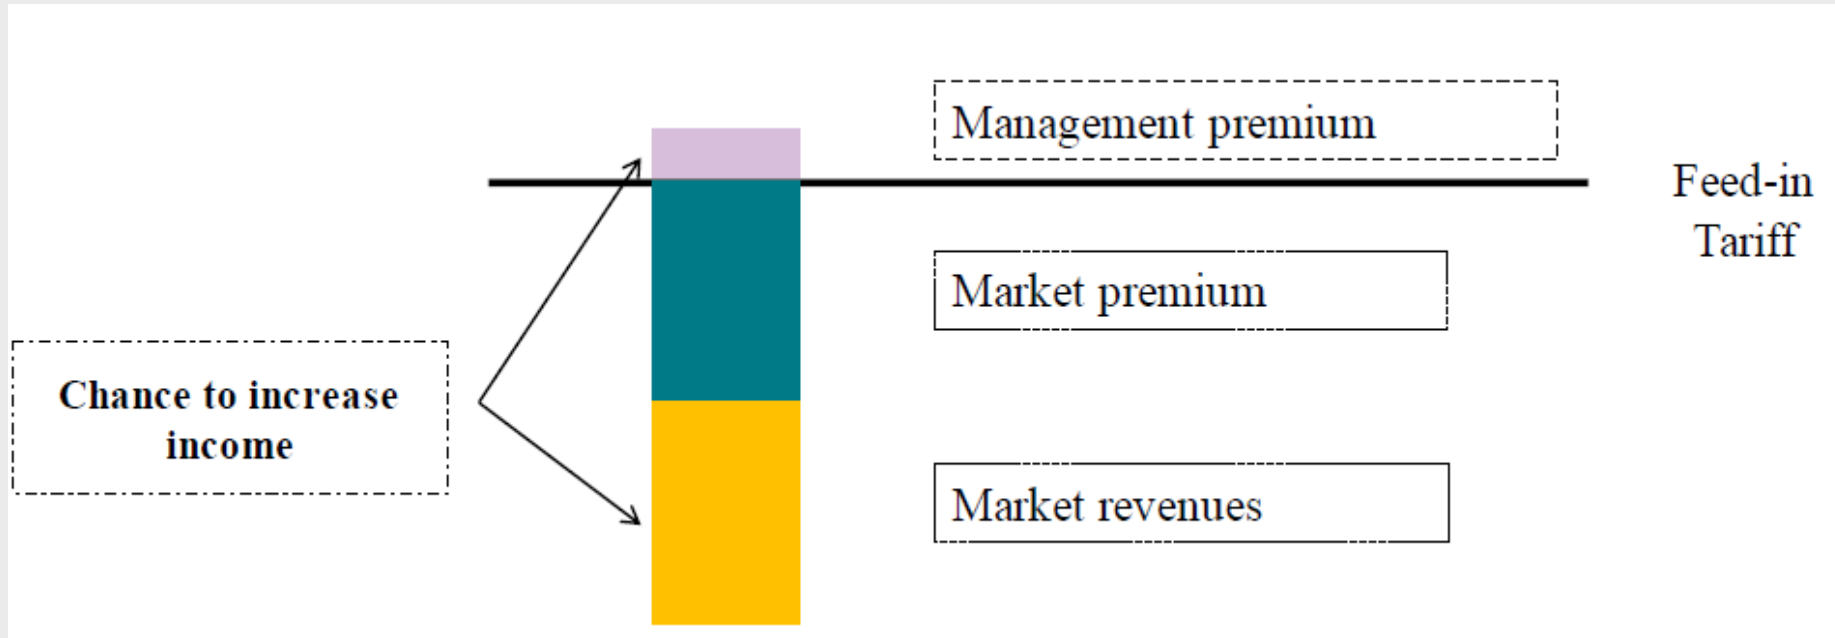 Management premium
Feed-in
Tariff
Market premium
Chance to increase
income
Market revenues